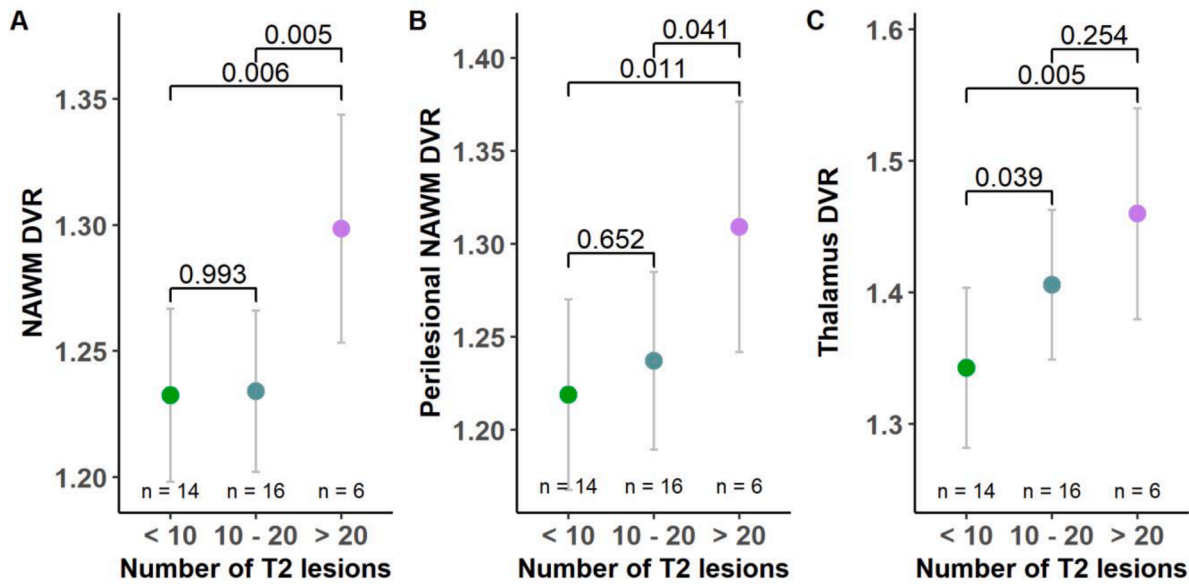 A
0.005
0.006
0.993
1.35
1.30
1.25
1.20
NAWM DVR
n = 14 n = 16 n = 6
< 10 10 - 20 > 20
Number of T2 lesions
B
0.041
0.011
0.652
1.40
1.35
1.30
1.25
1.20
Perilesional NAWM DVR
n = 14 n = 16 n = 6
< 10 10 - 20 > 20
Number of T2 lesions
C
0.254
0.005
0.039
1.6
1.5
1.4
1.3
Thalamus DVR
n = 14 n = 16 n = 6
< 10 10 - 20 > 20
Number of T2 lesions